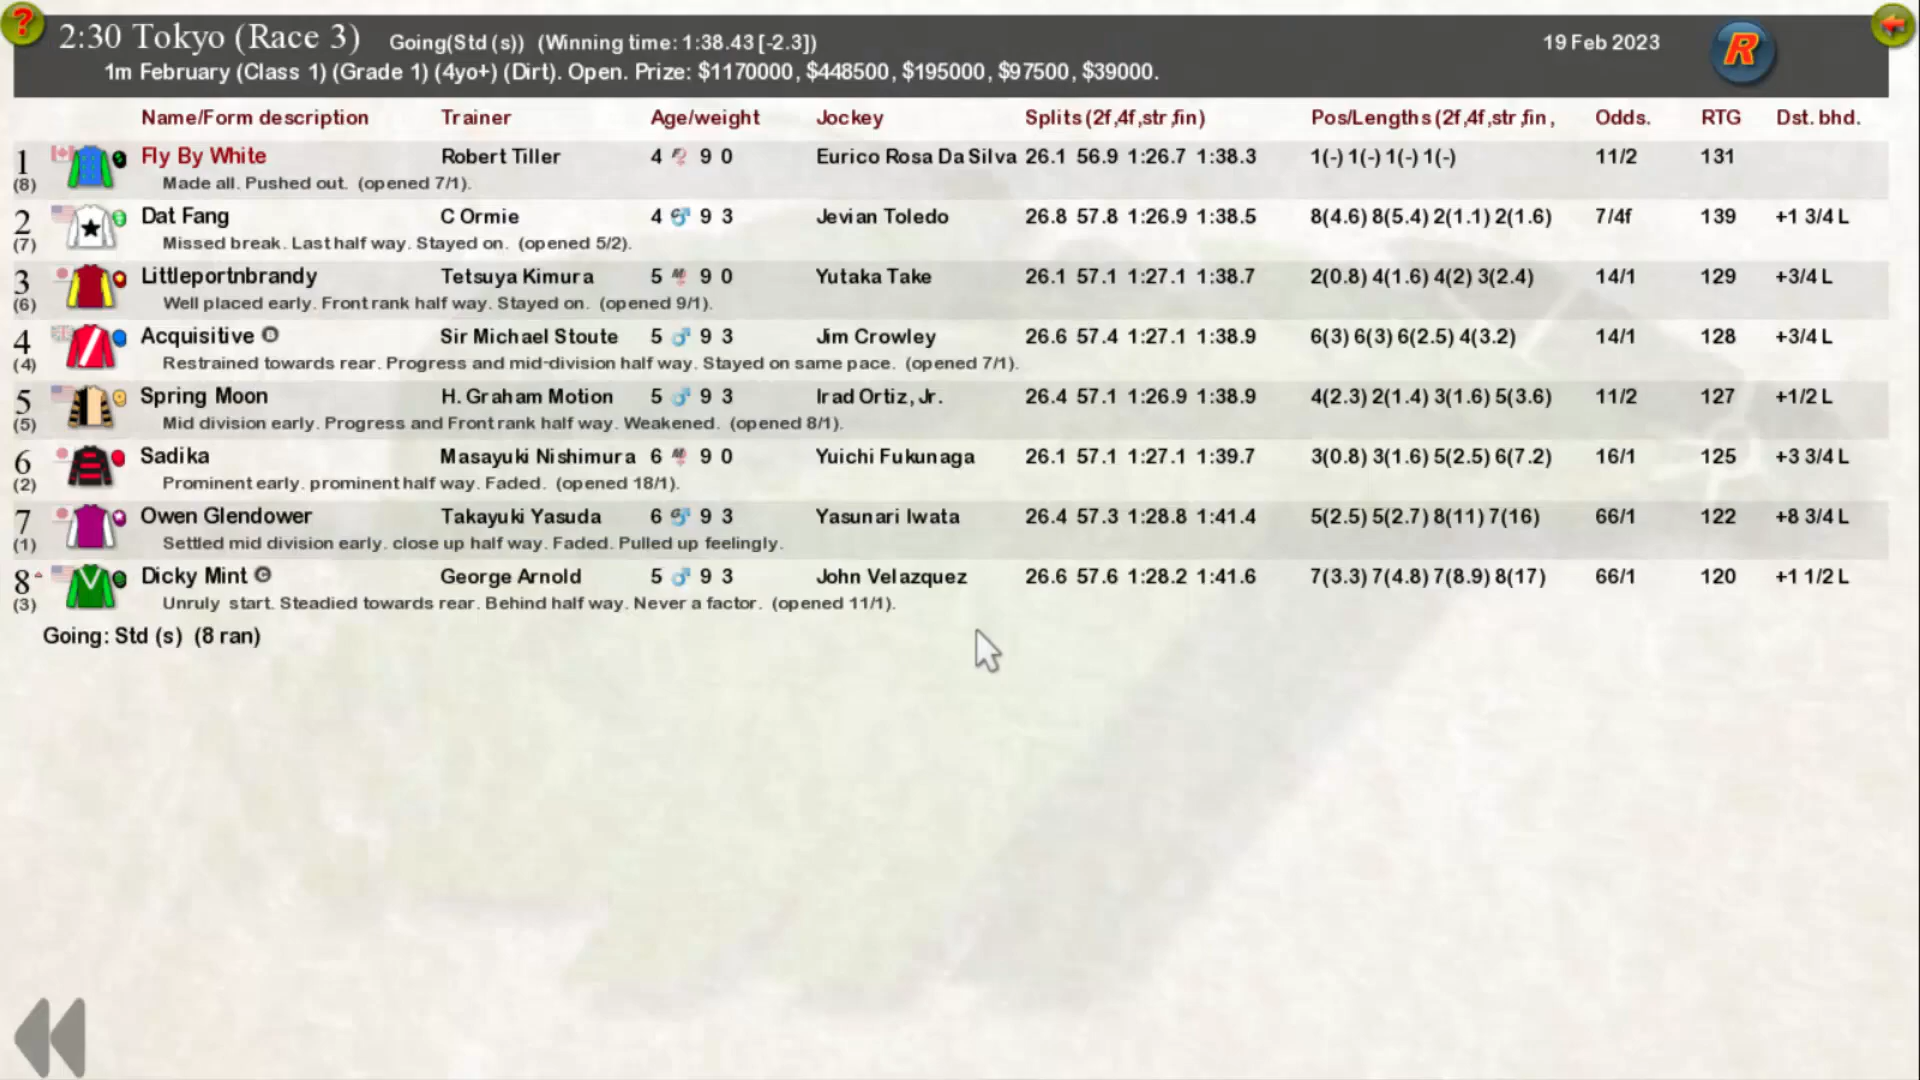 ?
2:30 Tokyo (Race 3) Going(Std (s)) (Winning time: 1:38.43 [-2.3]) 19 Feb 2023 R
1m February (Class 1) (Grade 1) (4yo+) (Dirt). Open. Prize: $1170000, $448500, $195000, $97500, $39000.
Name/Form description Trainer Age/weight Jockey Splits (2f,4f,str,fin) Pos/Lengths (2f,4f,str,fin, Odds. RTG Dst. bhd.
1 Fly By White Robert Tiller 4 F 9 0 Eurico Rosa Da Silva 26.1 56.9 1:26.7 1:38.3 1(-) 1(-) 1(-) 1(-) 11/2 131
(8) Made all. Pushed out. (opened 7/1).
2 Dat Fang C Ormie 4 G 9 3 Jevian Toledo 26.8 57.8 1:26.9 1:38.5 8(4.6) 8(5.4) 2(1.1) 2(1.6) 7/4f 139 +1 3/4 L
(7) Missed break. Last half way. Stayed on. (opened 5/2).
3 Littleportnbrandy Tetsuya Kimura 5 M 9 0 Yutaka Take 26.1 57.1 1:27.1 1:38.7 2(0.8) 4(1.6) 4(2) 3(2.4) 14/1 129 +3/4 L
(6) Well placed early. Front rank half way. Stayed on. (opened 9/1).
4 Acquisitive B Sir Michael Stoute 5 ♂ 9 3 Jim Crowley 26.6 57.4 1:27.1 1:38.9 6(3) 6(3) 6(2.5) 4(3.2) 14/1 128 +3/4 L
(4) Restrained towards rear. Progress and mid-division half way. Stayed on same pace. (opened 7/1).
5 Spring Moon H. Graham Motion 5 ♂ 9 3 Irad Ortiz, Jr. 26.4 57.1 1:26.9 1:38.9 4(2.3) 2(1.4) 3(1.6) 5(3.6) 11/2 127 +1/2 L
(5) Mid division early. Progress and Front rank half way. Weakened. (opened 8/1).
6 Sadika Masayuki Nishimura 6 M 9 0 Yuichi Fukunaga 26.1 57.1 1:27.1 1:39.7 3(0.8) 3(1.6) 5(2.5) 6(7.2) 16/1 125 +3 3/4 L
(2) Prominent early. prominent half way. Faded. (opened 18/1).
7 Owen Glendower Takayuki Yasuda 6 G 9 3 Yasunari Iwata 26.4 57.3 1:28.8 1:41.4 5(2.5) 5(2.7) 8(11) 7(16) 66/1 122 +8 3/4 L
(1) Settled mid division early. close up half way. Faded. Pulled up feelingly.
8 Dicky Mint C George Arnold 5 ♂ 9 3 John Velazquez 26.6 57.6 1:28.2 1:41.6 7(3.3) 7(4.8) 7(8.9) 8(17) 66/1 120 +1 1/2 L
(3) Unruly start. Steadied towards rear. Behind half way. Never a factor. (opened 11/1).
Going: Std (s) (8 ran)